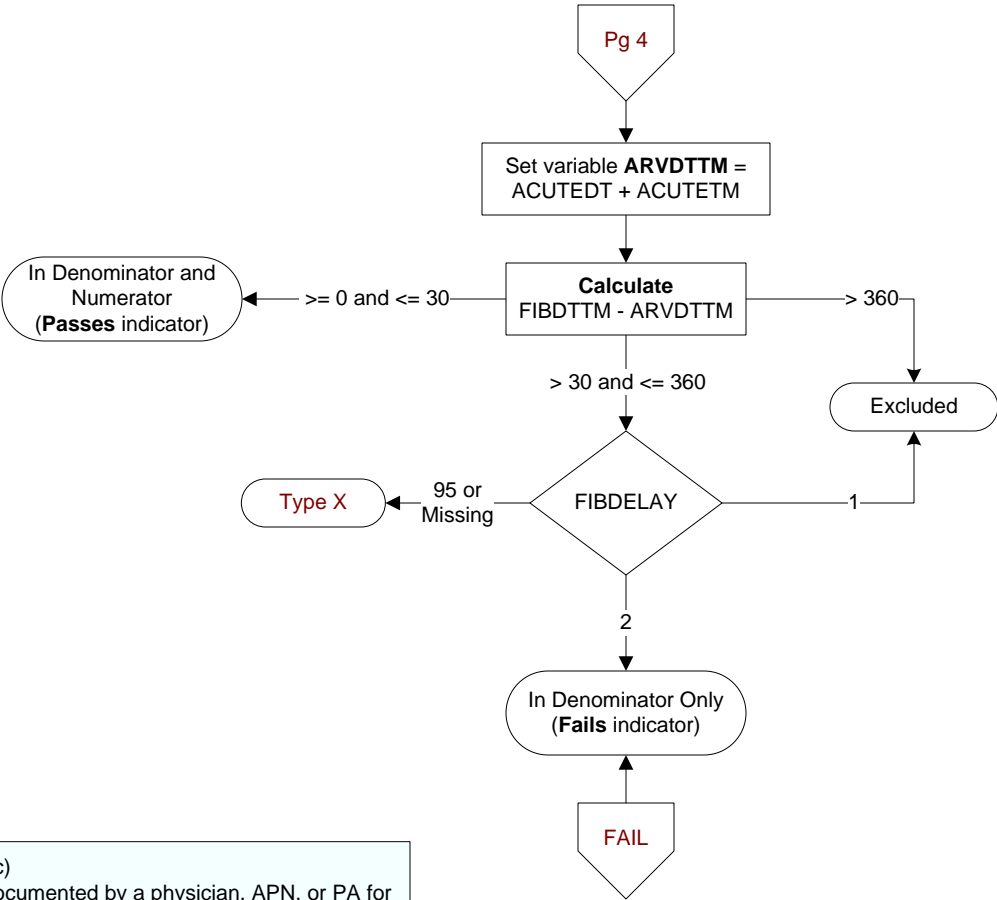 Pg 4
Set variable ARVDTTM =
ACUTEDT + ACUTETM
In Denominator and
Numerator
(Passes indicator)
>= 0 and <= 30
Calculate
FIBDTTM - ARVDTTM
> 360
> 30 and <= 360
Excluded
Type X
95 or
Missing
FIBDELAY
1
2
In Denominator Only
(Fails indicator)
FAIL
c)
ocumented by a physician, APN, or PA for